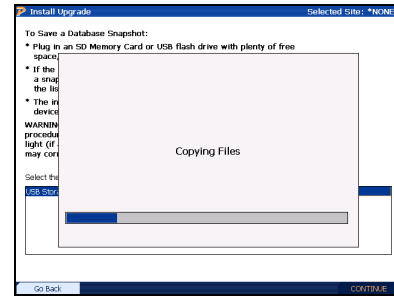 Install Upgrade
Selected Site: *NONE
To Save a Database Snapshot:
* Plug in an SD Memory Card or USB flash drive with plenty of free
space,
* If the
a snap
the lis
* The in
device
WARNIN
procedu
light (if
may corr
Copying Files
Select the
USB Stor
Go Back
CONTINUE